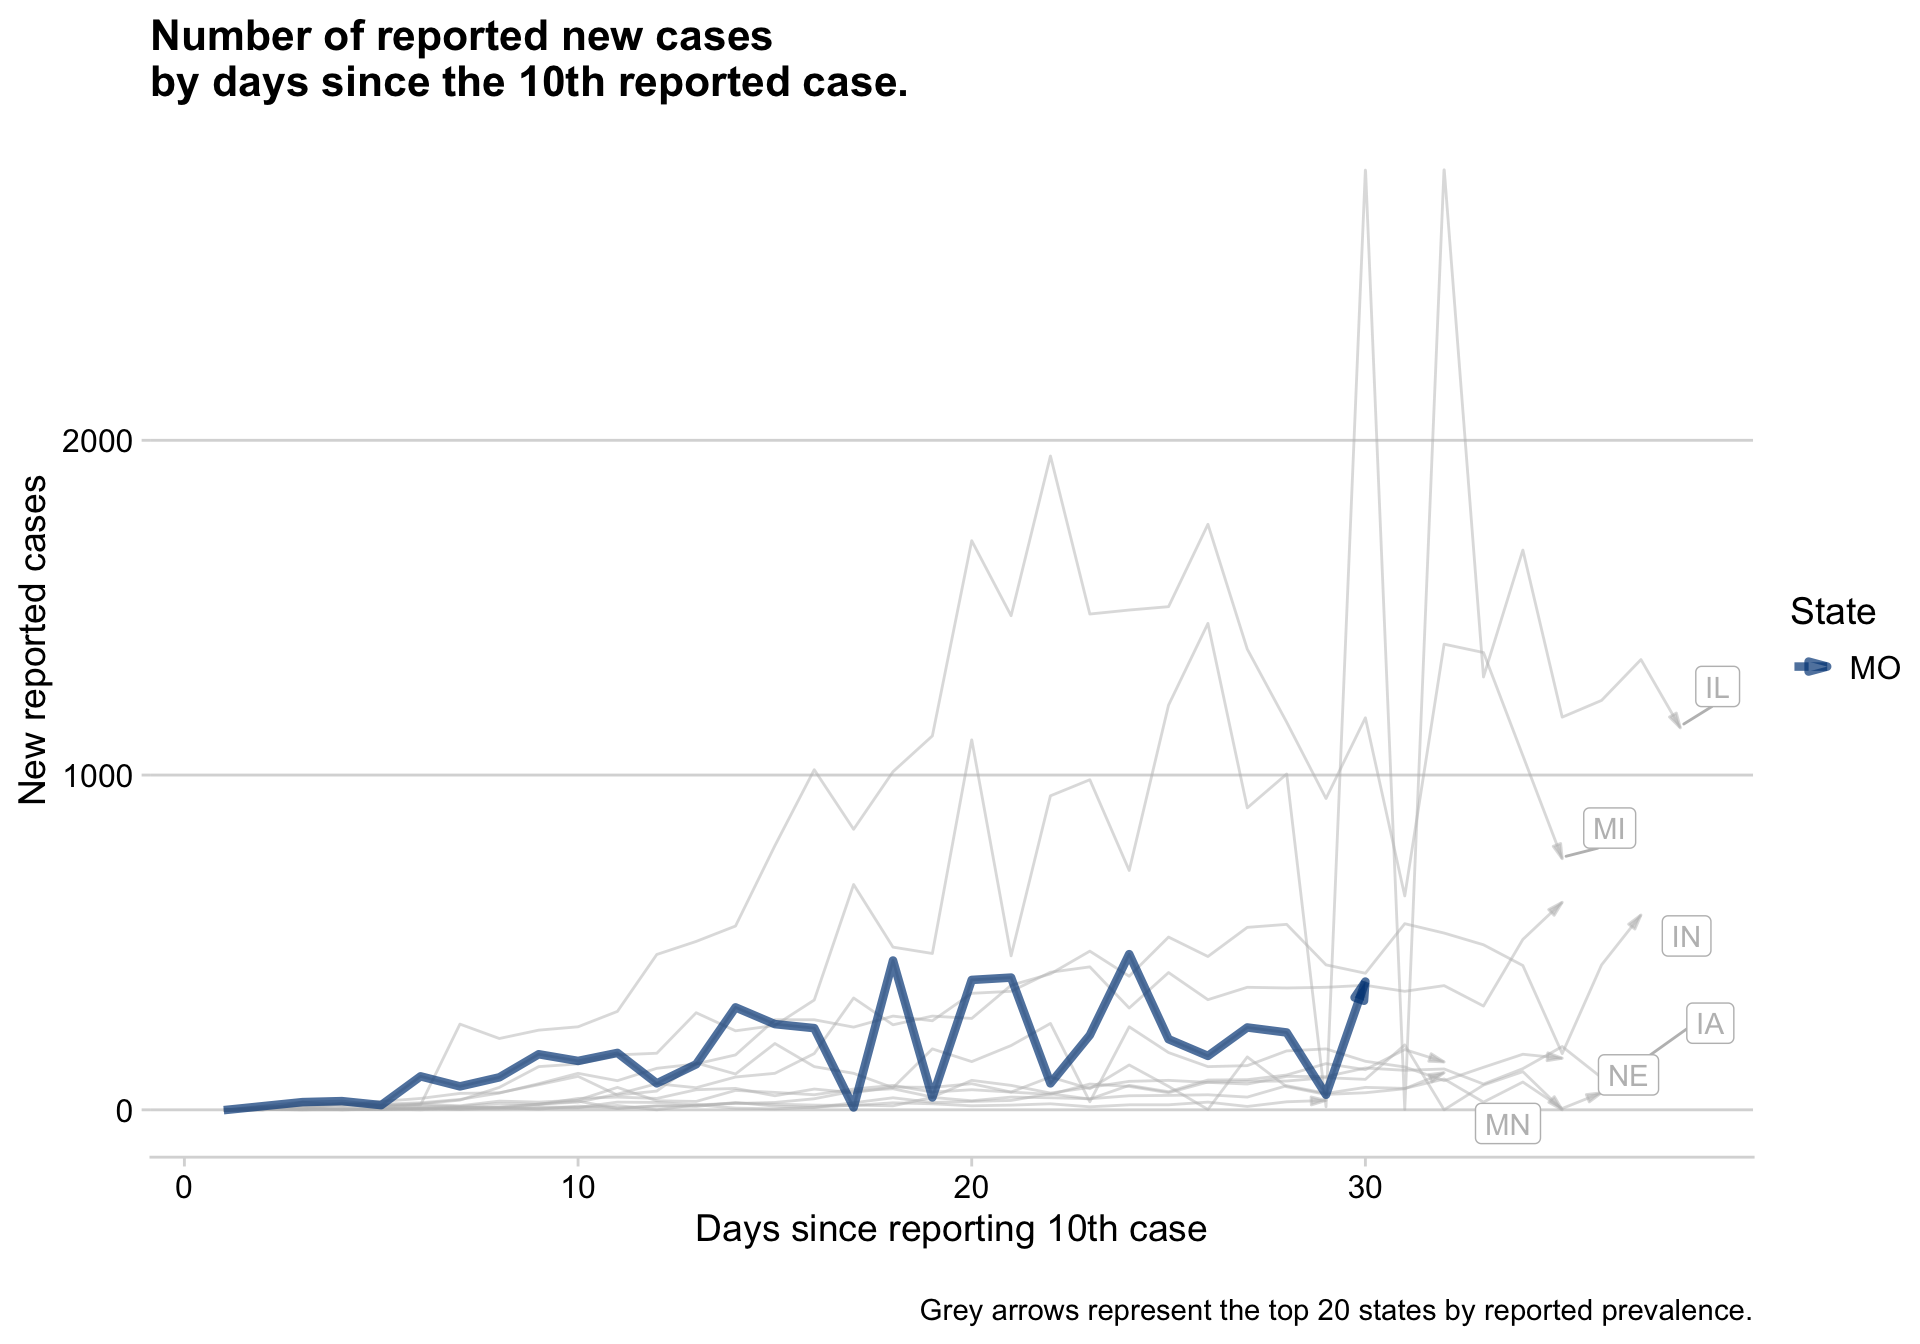 Number of reported new cases
by days since the 10th reported case.
New reported cases
2000
1000
0
0
10
20
30
Days since reporting 10th case
IL
MI
IN
IA
NE
MN
State
MO
Grey arrows represent the top 20 states by reported prevalence.